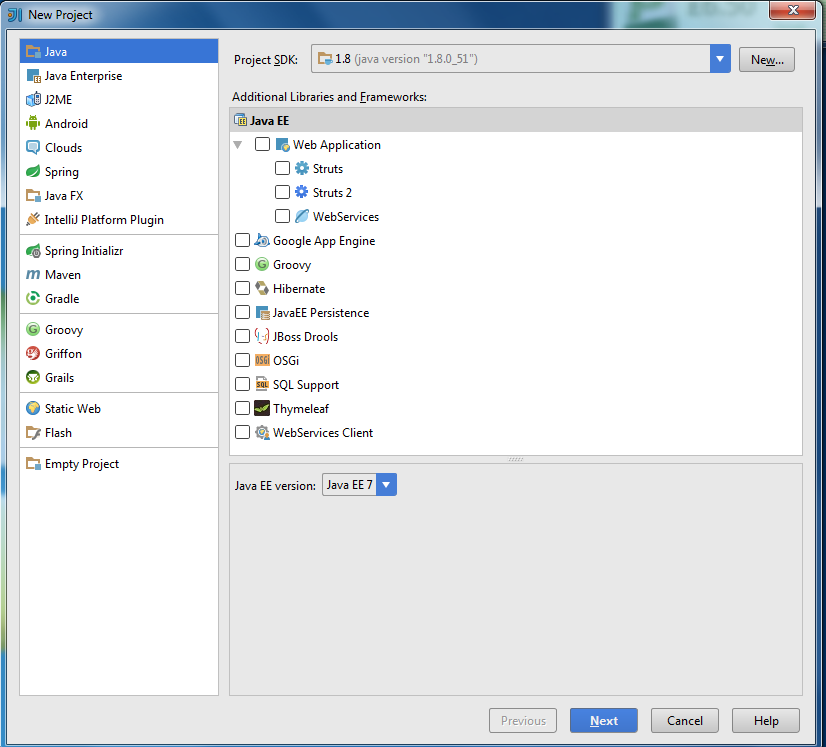 New Project
Java
Java Enterprise
J2ME
Android
Clouds
Spring
Java FX
IntelliJ Platform Plugin
Spring Initializr
Maven
Gradle
Groovy
Griffon
Grails
Static Web
Flash
Empty Project
Project SDK: 1.8 (java version "1.8.0_51") New...
Additional Libraries and Frameworks:
Java EE
Web Application
Struts
Struts 2
WebServices
Google App Engine
Groovy
Hibernate
JavaEE Persistence
JBoss Drools
OSGi
SQL Support
Thymeleaf
WebServices Client
Java EE version: Java EE 7
Previous Next Cancel Help